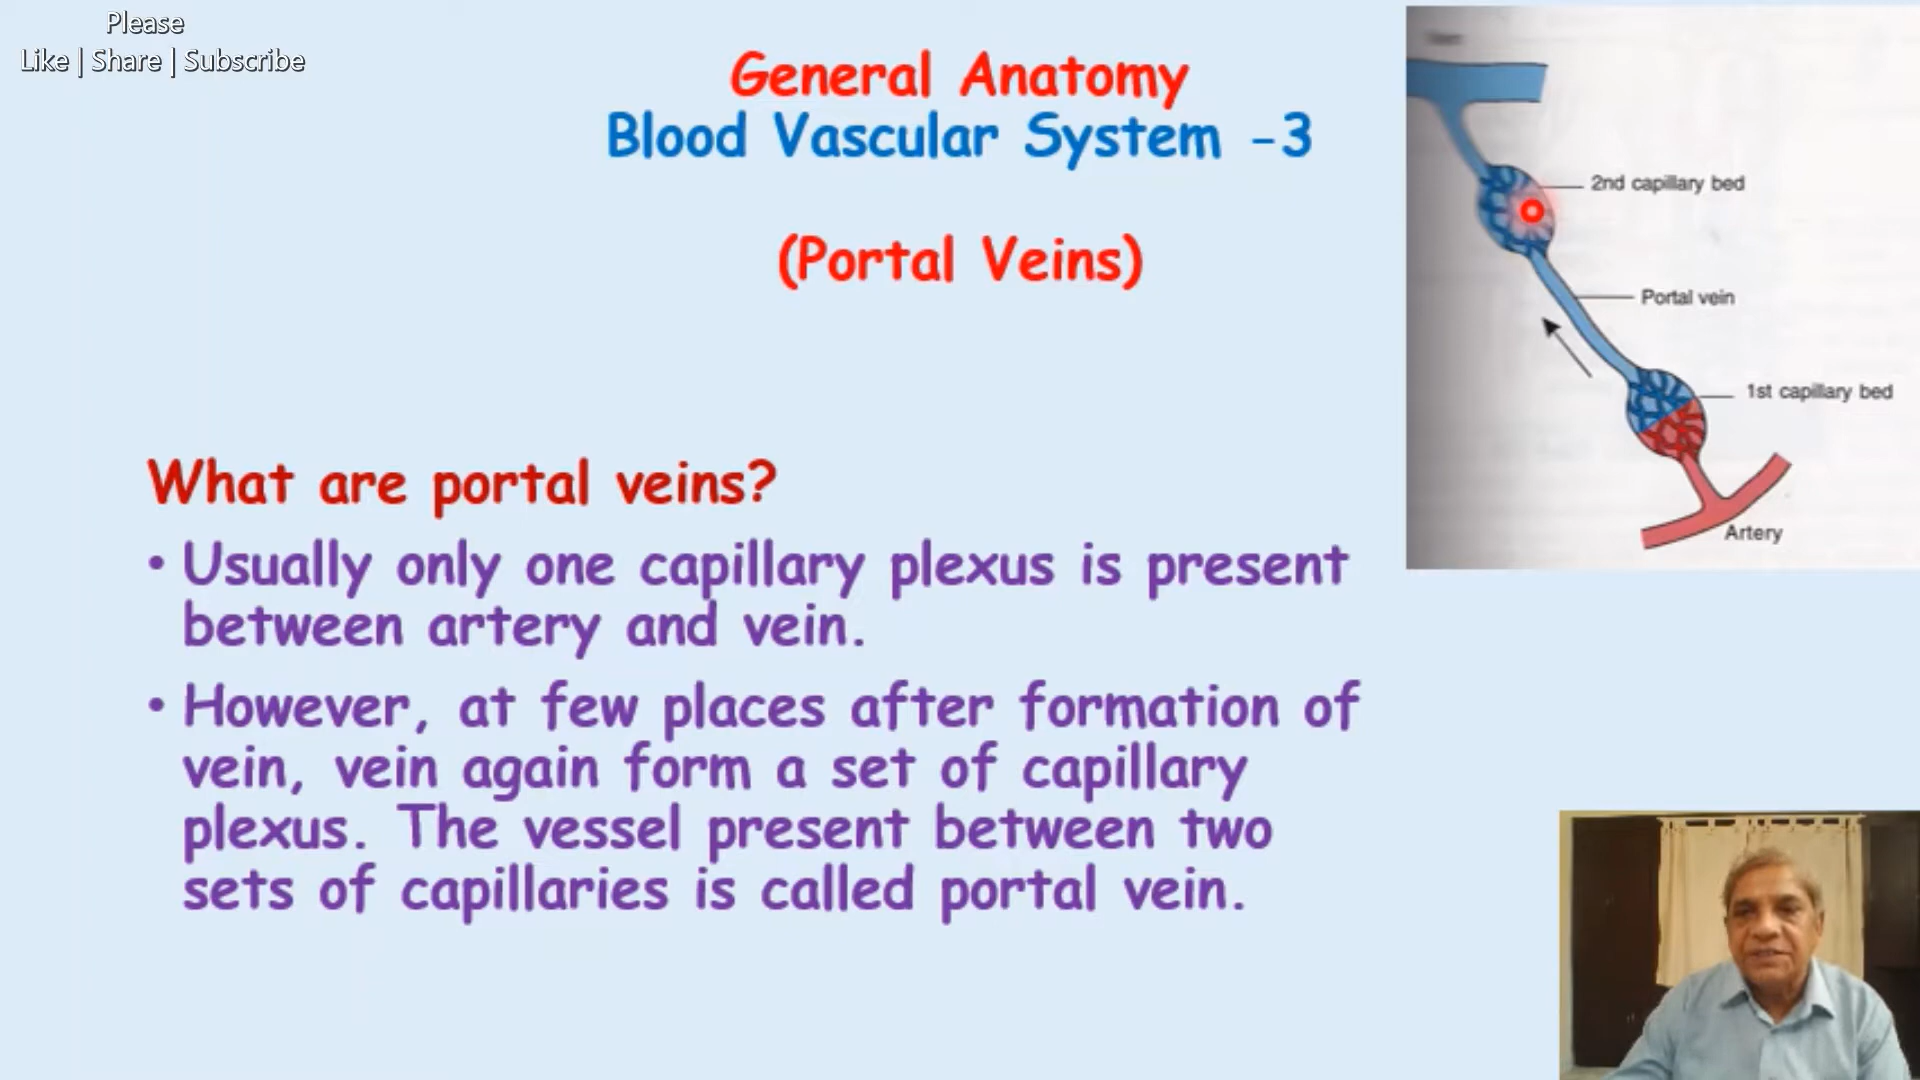 Please
Like | Share | Subscribe
General Anatomy
Blood Vascular System -3
(Portal Veins)
2nd capillary bed
Portal vein
1st capillary bed
Artery
What are portal veins?
• Usually only one capillary plexus is present
between artery and vein.
• However, at few places after formation of
vein, vein again form a set of capillary
plexus. The vessel present between two
sets of capillaries is called portal vein.